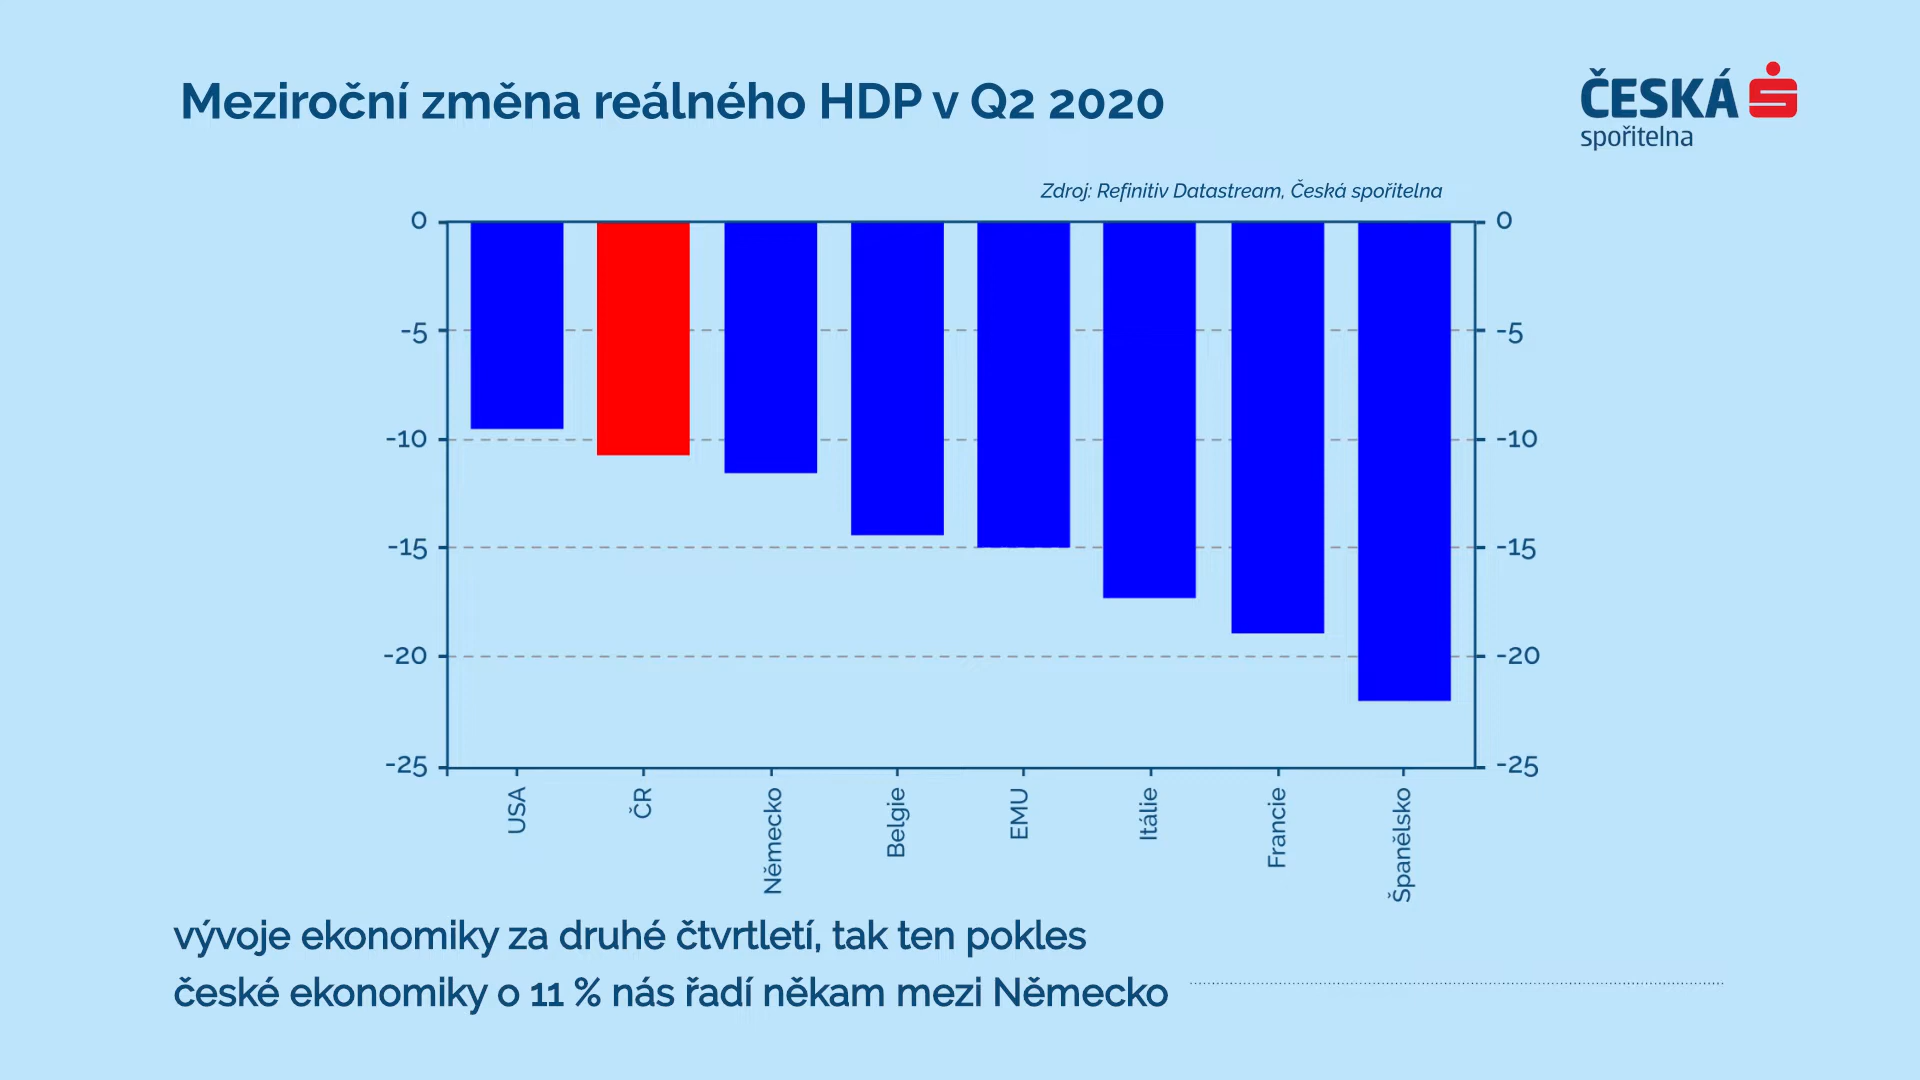 Meziroční změna reálného HDP v Q2 2020
ČESKÁ
spořitelna
Zdroj: Refinitiv Datastream, Česká spořitelna
0 0
-5 -5
-10 -10
-15 -15
-20 -20
-25 -25
USA
ČR
Německo
Belgie
EMU
Itálie
Francie
Španělsko
vývoje ekonomiky za druhé čtvrtletí, tak ten pokles
české ekonomiky o 11 % nás řadí někam mezi Německo